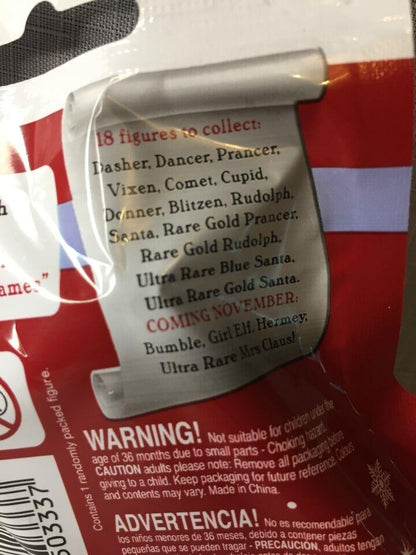 18 figures to collect:
Dasher, Dancer, Prancer,
Vixen, Comet, Cupid,
Donner, Blitzen, Rudolph,
Santa, Rare Gold Prancer,
Rare Gold Rudolph,
Ultra Rare Blue Santa,
Ultra Rare Gold Santa.
COMING NOVEMBER:
Bumble, Girl Elf, Hermey,
Ultra Rare Mrs Claus!
Contains 1 randomly packed figure.
WARNING! Not suitable for children under the
age of 36 months due to small parts - Choking hazard.
CAUTION adults please note: Remove all packaging before
giving to a child. Keep packaging for future reference. Colours
and contents may vary. Made in China.
ADVERTENCIA! No es recomendable para
los niños menores de 36 meses, debido a contener piezas
pequeñas que se pueden tragar - PRECAUCION, adultos tengan
03337